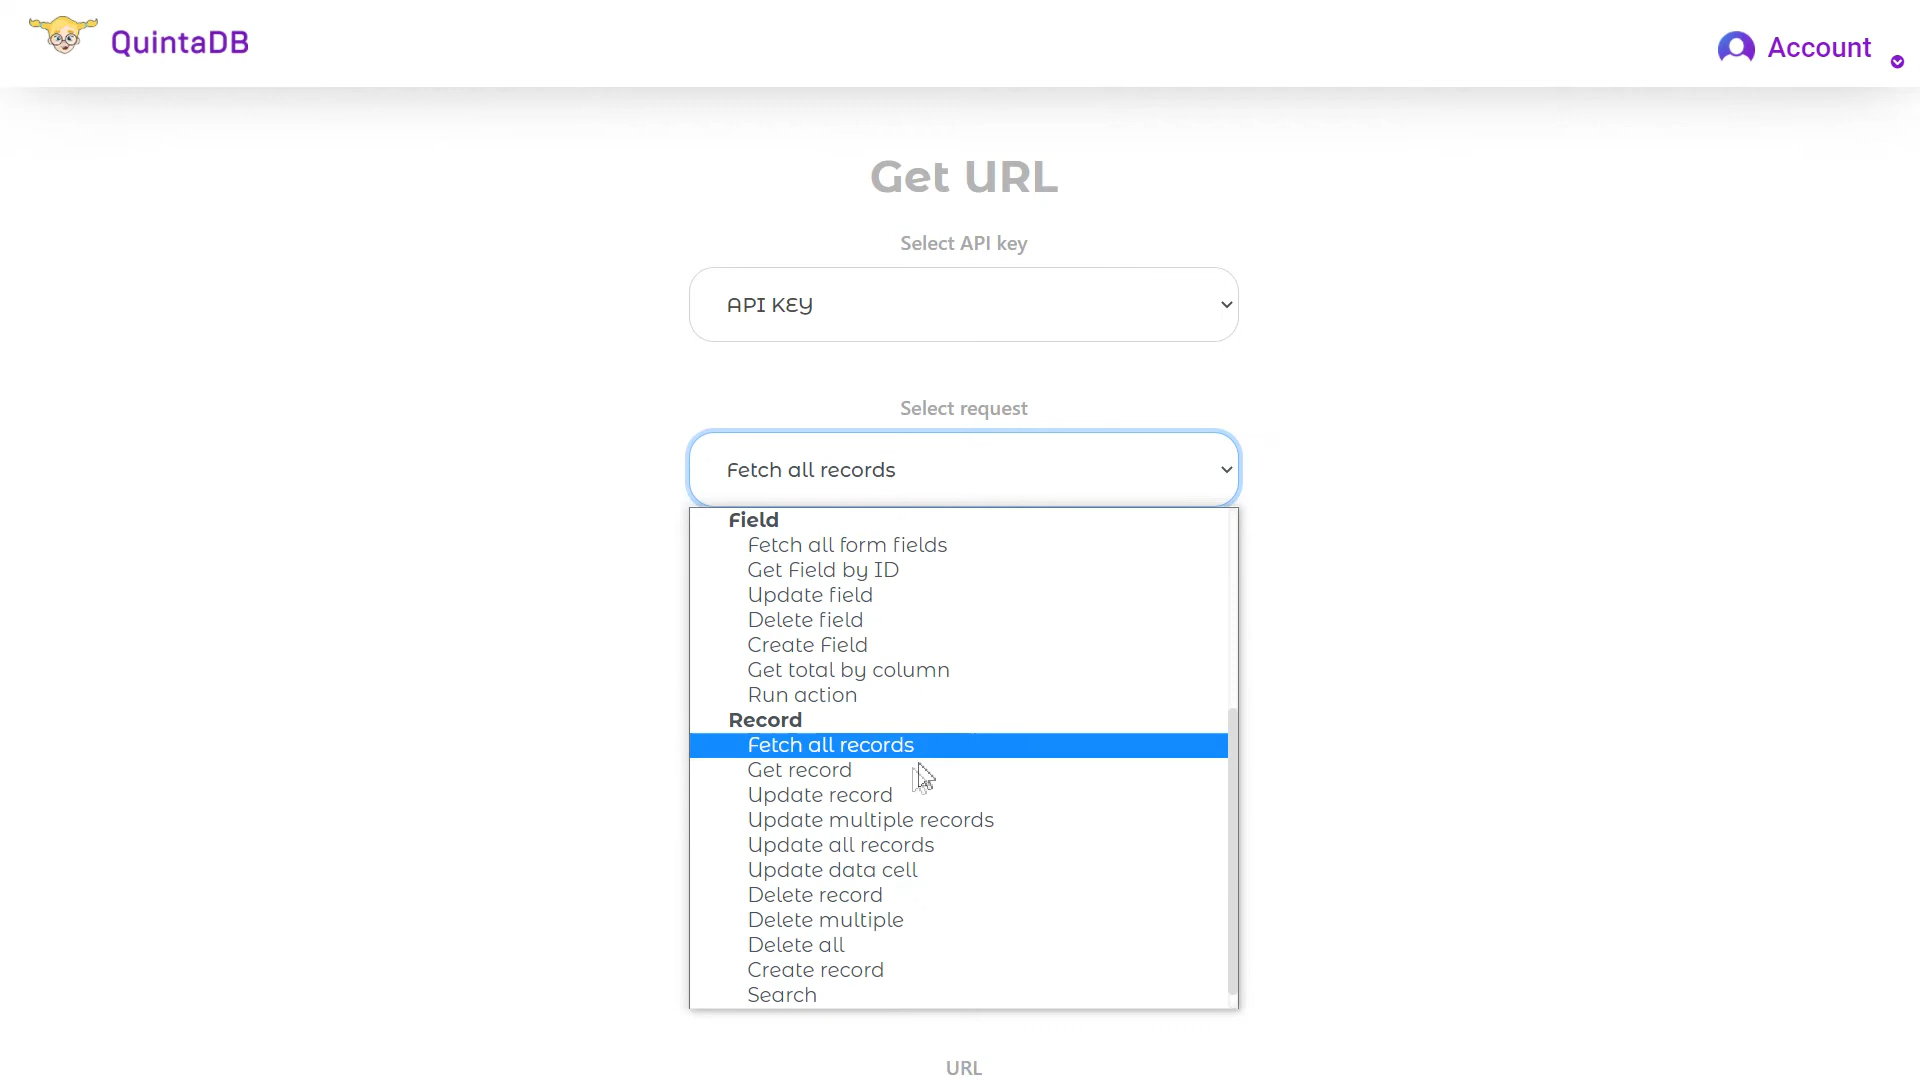 QuintaDB
Account
Get URL
Select API key
API KEY
Select request
Fetch all records
Field
Fetch all form fields
Get Field by ID
Update field
Delete field
Create Field
Get total by column
Run action
Record
Fetch all records
Get record
Update record
Update multiple records
Update all records
Update data cell
Delete record
Delete multiple
Delete all
Create record
Search
URL